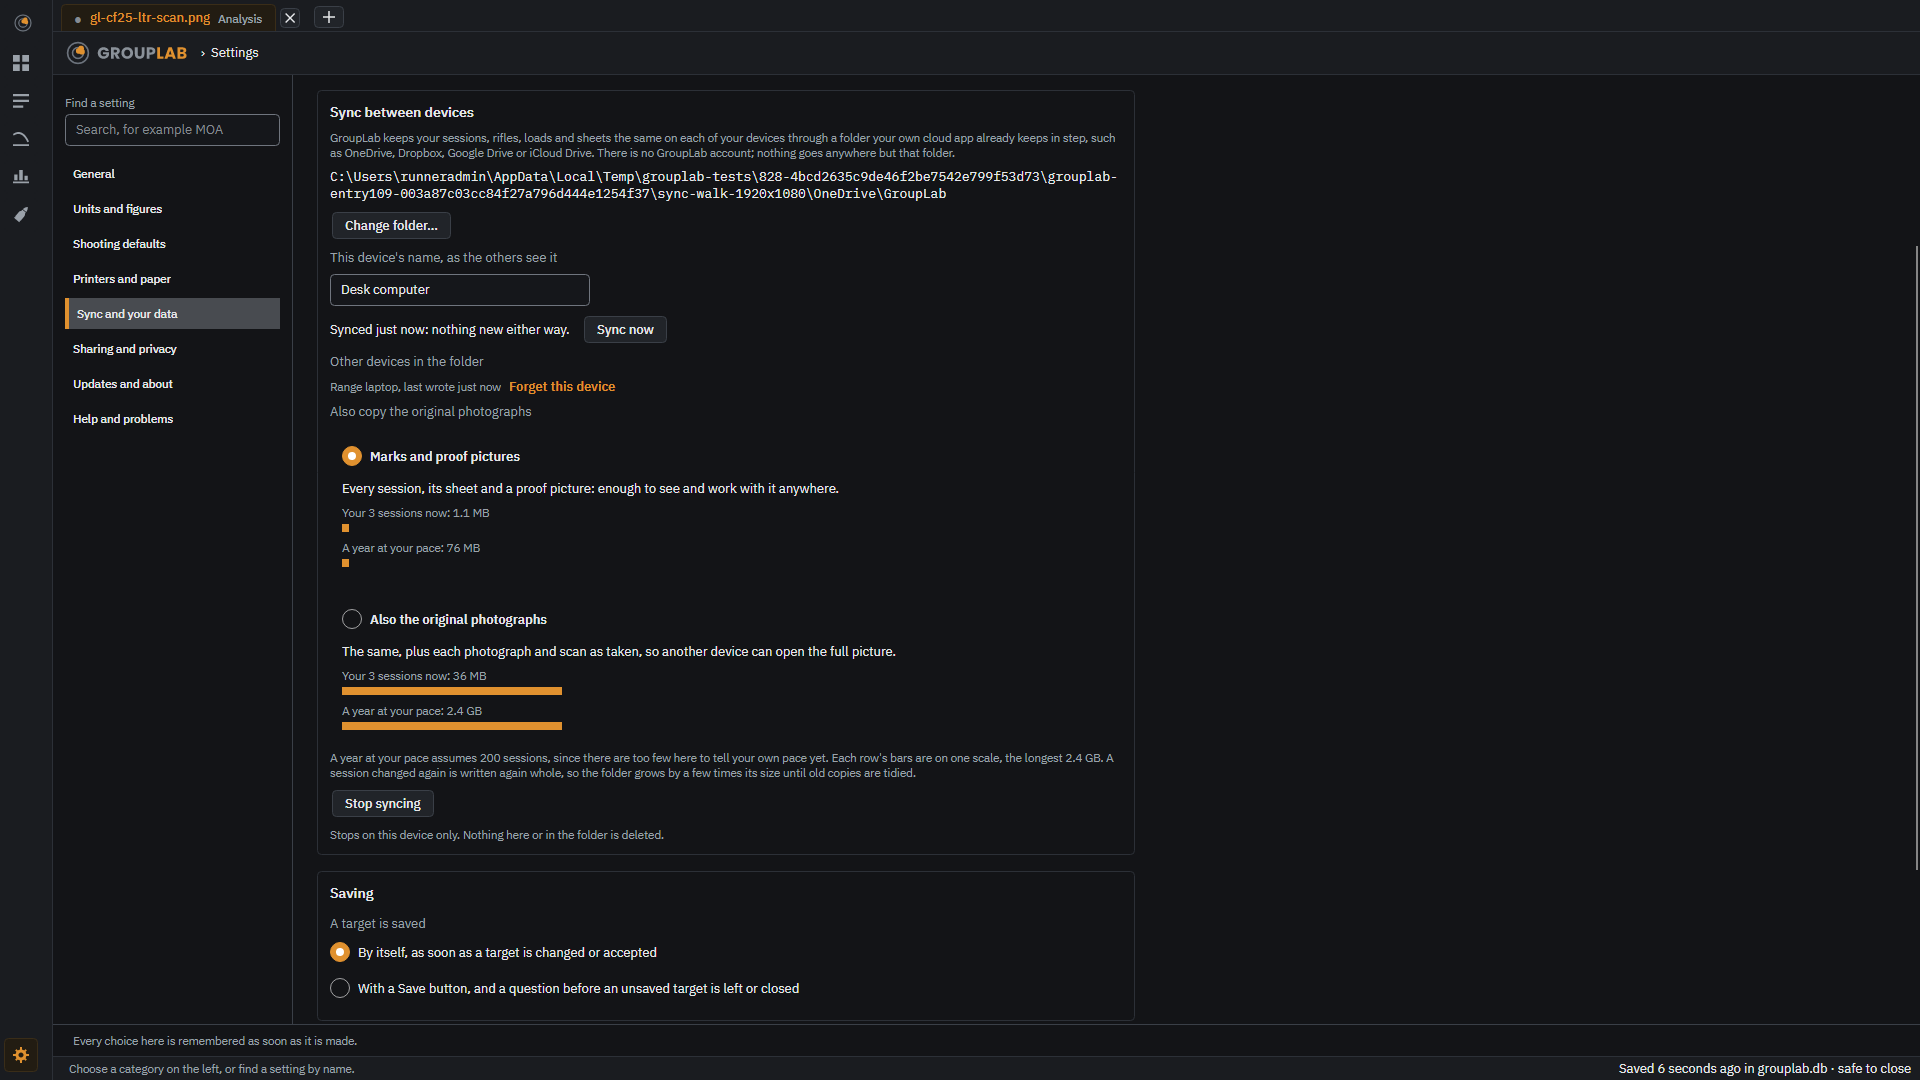 gl-cf25-ltr-scan.png Analysis
GROUPLAB › Settings
Find a setting
Search, for example MOA
General
Units and figures
Shooting defaults
Printers and paper
Sync and your data
Sharing and privacy
Updates and about
Help and problems
Sync between devices
GroupLab keeps your sessions, rifles, loads and sheets the same on each of your devices through a folder your own cloud app already keeps in step, such
as OneDrive, Dropbox, Google Drive or iCloud Drive. There is no GroupLab account; nothing goes anywhere but that folder.
C:\Users\runneradmin\AppData\Local\Temp\grouplab-tests\828-4bcd2635c9de46f2be7542e799f53d73\grouplab-
entry109-003a87c03cc84f27a796d444e1254f37\sync-walk-1920x1080\OneDrive\GroupLab
Change folder...
This device's name, as the others see it
Desk computer
Synced just now: nothing new either way. Sync now
Other devices in the folder
Range laptop, last wrote just now Forget this device
Also copy the original photographs
Marks and proof pictures
Every session, its sheet and a proof picture: enough to see and work with it anywhere.
Your 3 sessions now: 1.1 MB
A year at your pace: 76 MB
Also the original photographs
The same, plus each photograph and scan as taken, so another device can open the full picture.
Your 3 sessions now: 36 MB
A year at your pace: 2.4 GB
A year at your pace assumes 200 sessions, since there are too few here to tell your own pace yet. Each row's bars are on one scale, the longest 2.4 GB. A
session changed again is written again whole, so the folder grows by a few times its size until old copies are tidied.
Stop syncing
Stops on this device only. Nothing here or in the folder is deleted.
Saving
A target is saved
By itself, as soon as a target is changed or accepted
With a Save button, and a question before an unsaved target is left or closed
Every choice here is remembered as soon as it is made.
Choose a category on the left, or find a setting by name.
Saved 6 seconds ago in grouplab.db · safe to close